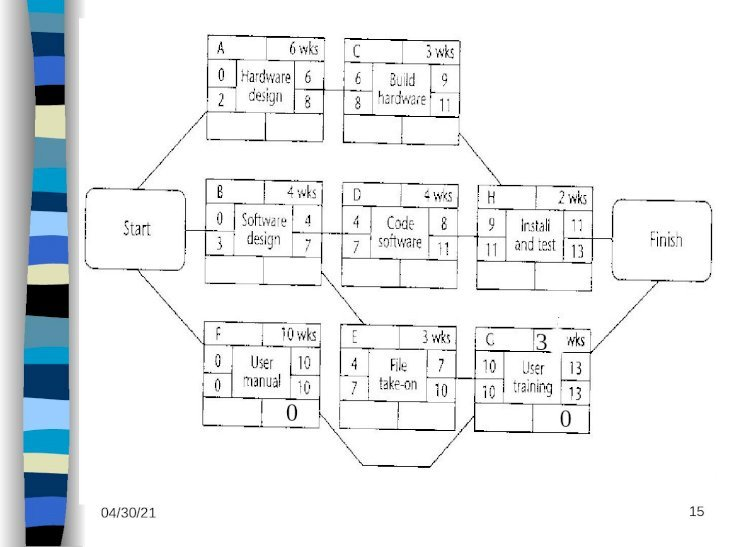 A 6 wks
0 Hardware 6
2 design 8
C 3 wks
6 Build 9
8 hardware 11
Start
B 4 wks
0 Software 4
3 design 7
D 4 wks
4 Code 8
7 software 11
H 2 wks
9 Install 11
11 and test 13
Finish
F 10 wks
0 User 10
0 manual 10
0
E 3 wks
4 File 7
7 take-on 10
G 3 wks
10 User 13
10 training 13
0
04/30/21
15